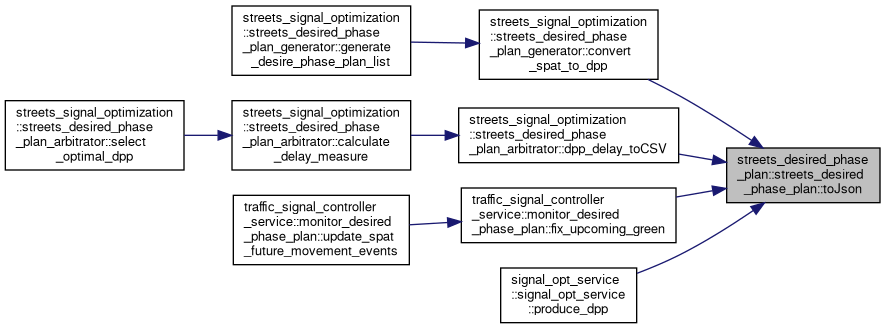 streets_signal_optimization
::streets_desired_phase
_plan_generator::generate
_desire_phase_plan_list
streets_signal_optimization
::streets_desired_phase
_plan_generator::convert
_spat_to_dpp
streets_signal_optimization
::streets_desired_phase
_plan_arbitrator::select
_optimal_dpp
streets_signal_optimization
::streets_desired_phase
_plan_arbitrator::calculate
_delay_measure
streets_signal_optimization
::streets_desired_phase
_plan_arbitrator::dpp_delay_toCSV
streets_desired_phase
_plan::streets_desired
_phase_plan::toJson
traffic_signal_controller
_service::monitor_desired
_phase_plan::update_spat
_future_movement_events
traffic_signal_controller
_service::monitor_desired
_phase_plan::fix_upcoming_green
signal_opt_service
::signal_opt_service
::produce_dpp